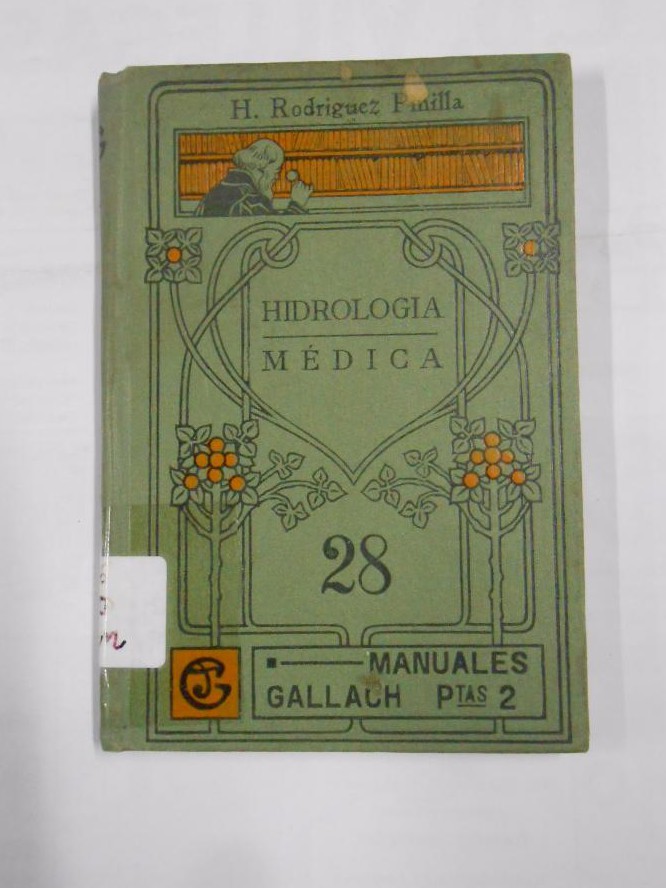 H. Rodriguez Pinilla
HIDROLOGIA
MÉDICA
28
MANUALES
GALLACH PTAS 2